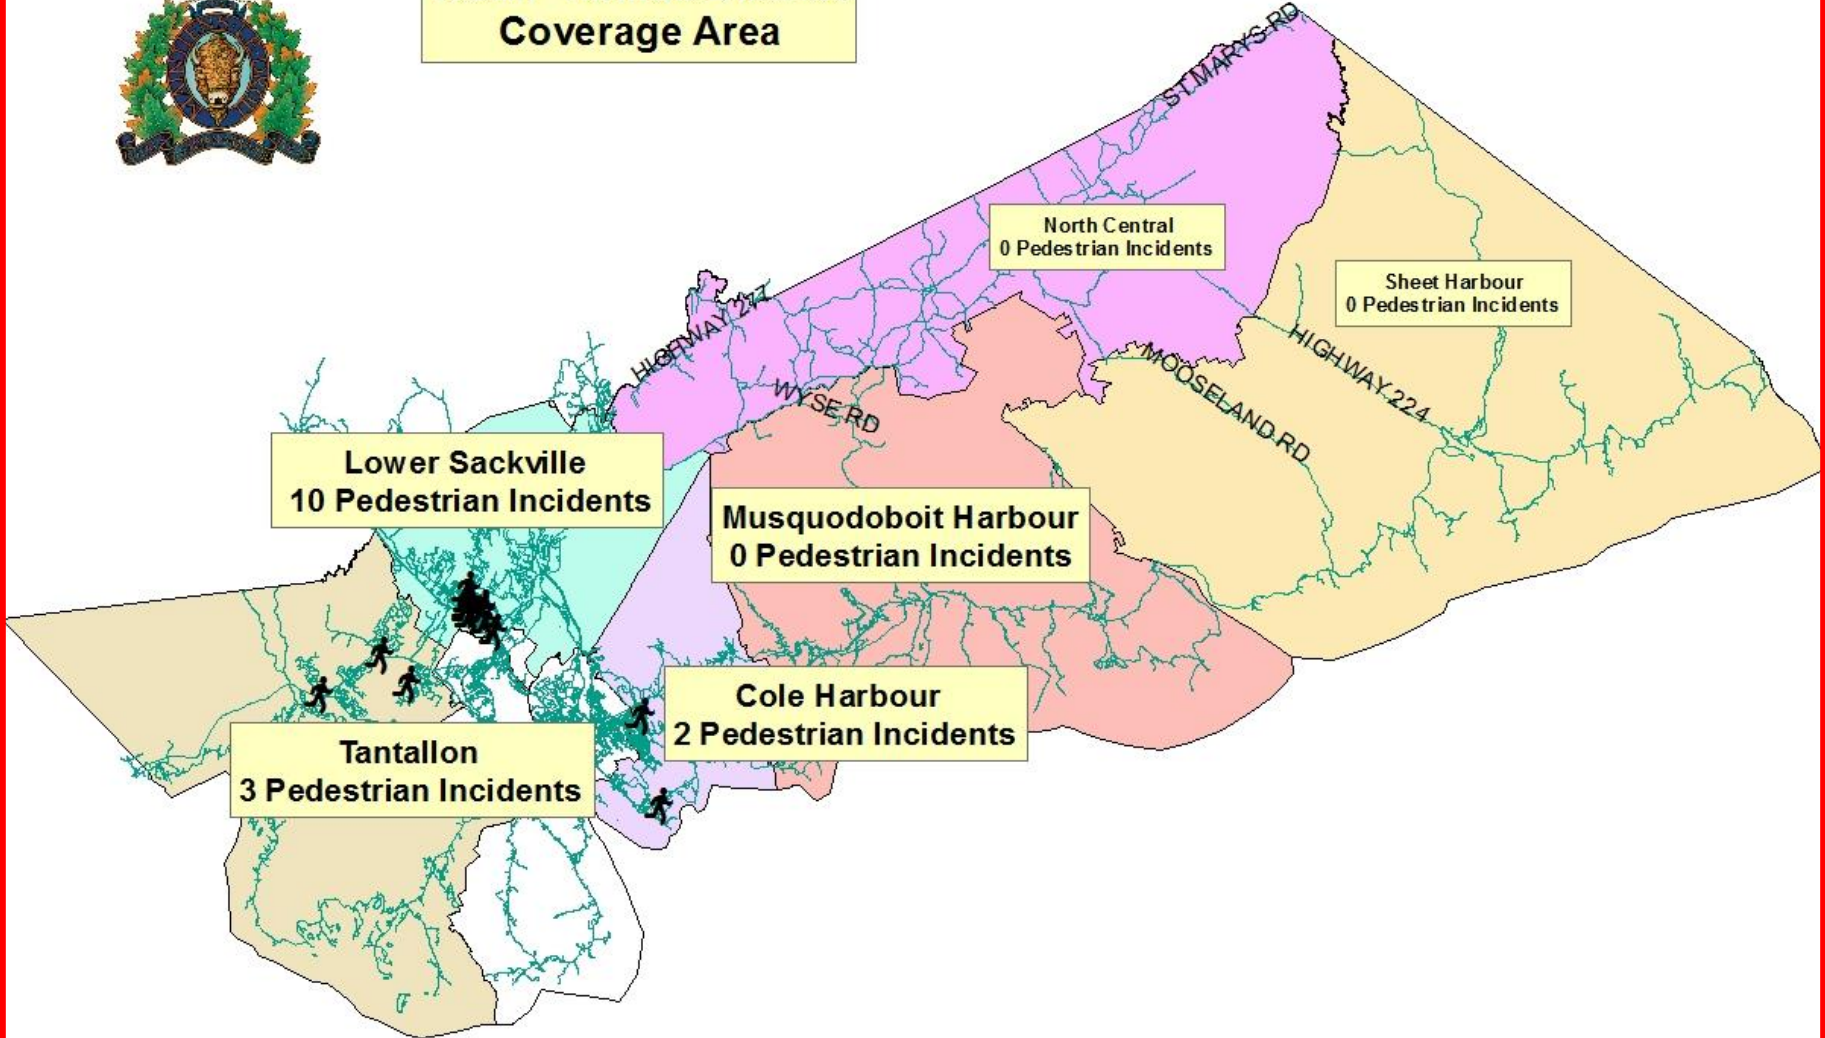 Coverage Area
ST.MARYS RD
North Central
0 Pedestrian Incidents
Sheet Harbour
0 Pedestrian Incidents
HIGHWAY 277
WYSE RD
MOOSELAND RD
HIGHWAY 224
Lower Sackville
10 Pedestrian Incidents
Musquodoboit Harbour
0 Pedestrian Incidents
Cole Harbour
2 Pedestrian Incidents
Tantallon
3 Pedestrian Incidents